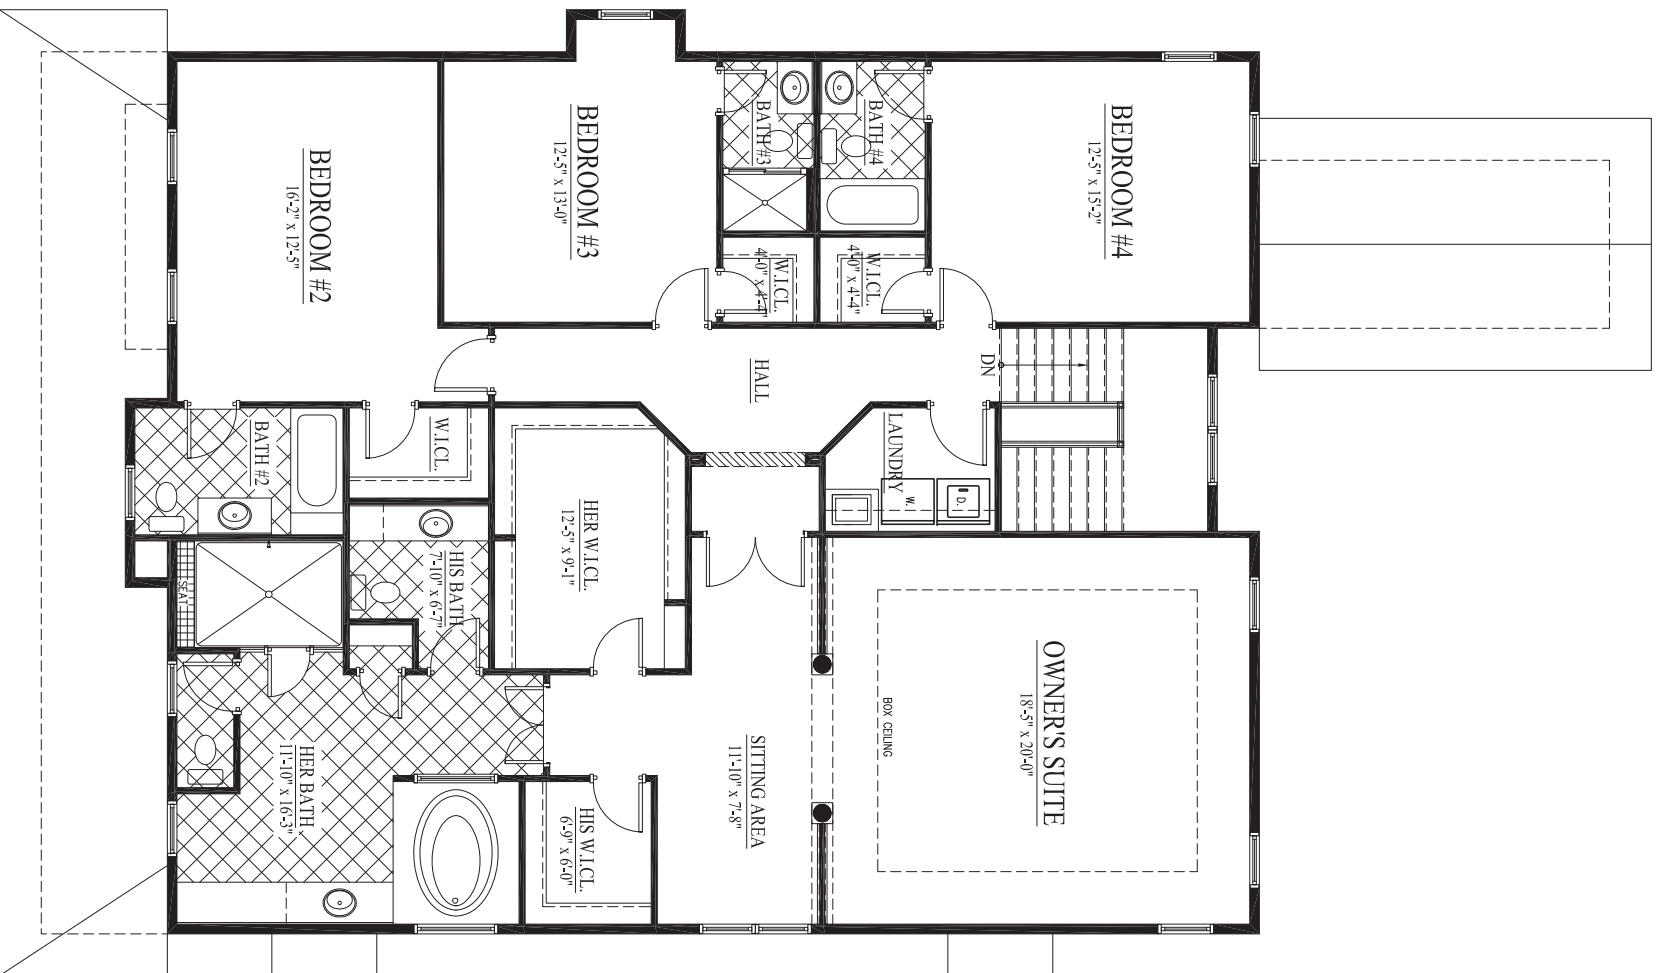 BEDROOM #2
16'-2" x 12'-5"
BEDROOM #3
12'-5" x 13'-0"
BATH #3
BATH #4
BEDROOM #4
12'-5" x 15'-2"
W.I.CL.
4'-0" x 4'-4"
W.I.CL.
4'-0" x 4'-4"
HALL
DN
BATH #2
W.I.CL.
LAUNDRY
W.
D.
HER W.I.CL.
12'-5" x 9'-1"
HIS BATH
7'-10" x 6'-7"
SEAT
OWNER'S SUITE
18'-5" x 20'-0"
BOX CEILING
SITTING AREA
11'-10" x 7'-8"
HER BATH
11'-10" x 16'-3"
HIS W.I.CL.
6'-9" x 6'-0"